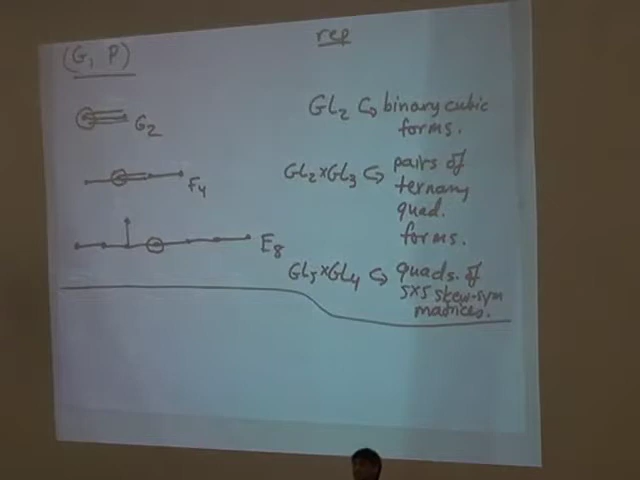 (G, P)
rep
G2
GL2 ↪ binary cubic
forms.
F4
GL2×GL3 ↪ pairs of
ternary
quad.
forms.
E8
GL5×GL4 ↪ quads. of
5×5 skew-sym
matrices.